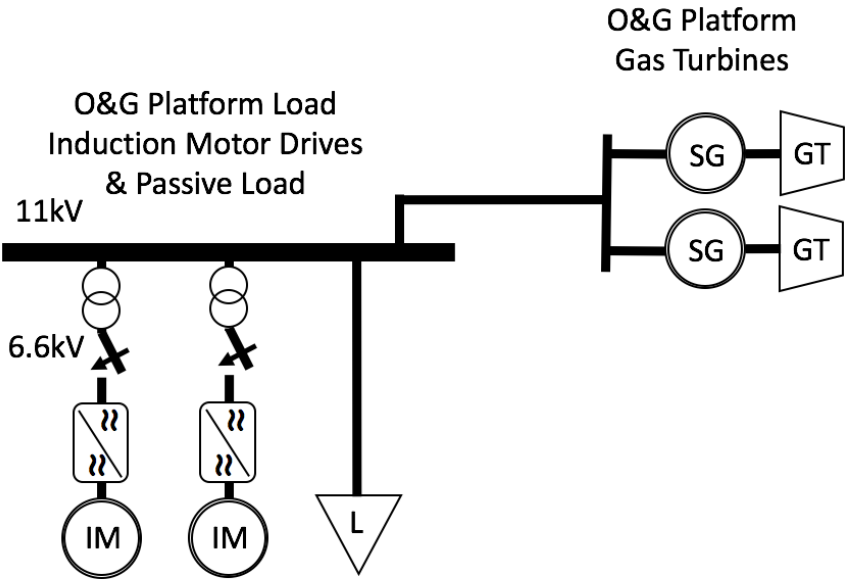 O&G Platform
Gas Turbines
O&G Platform Load
Induction Motor Drives
& Passive Load
11kV
SG
GT
SG
GT
6.6kV
≈
≈
≈
≈
IM
IM
L